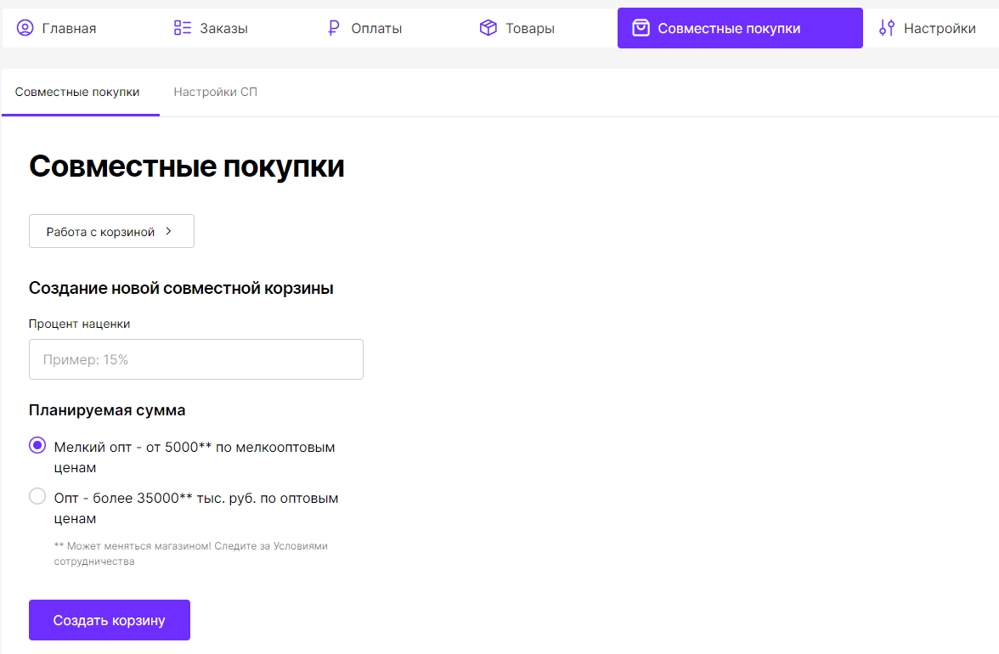 Главная
Заказы
Оплаты
Товары
Совместные покупки
Настройки
Совместные покупки
Настройки СП
Совместные покупки
Работа с корзиной
Создание новой совместной корзины
Процент наценки
Пример: 15%
Планируемая сумма
Мелкий опт - от 5000** по мелкооптовым
ценам
Опт - более 35000** тыс. руб. по оптовым
ценам
** Может меняться магазином! Следите за Условиями
сотрудничества
Создать корзину